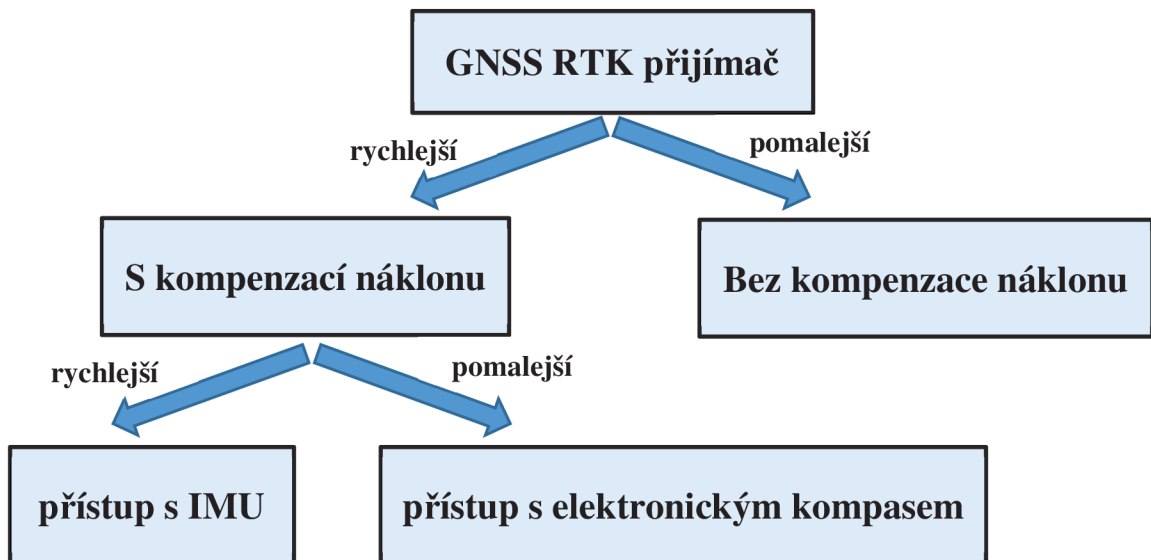 GNSS RTK přijímač
rychlejší
pomalejší
S kompenzací náklonu
Bez kompenzace náklonu
rychlejší
pomalejší
přístup s IMU
přístup s elektronickým kompasem